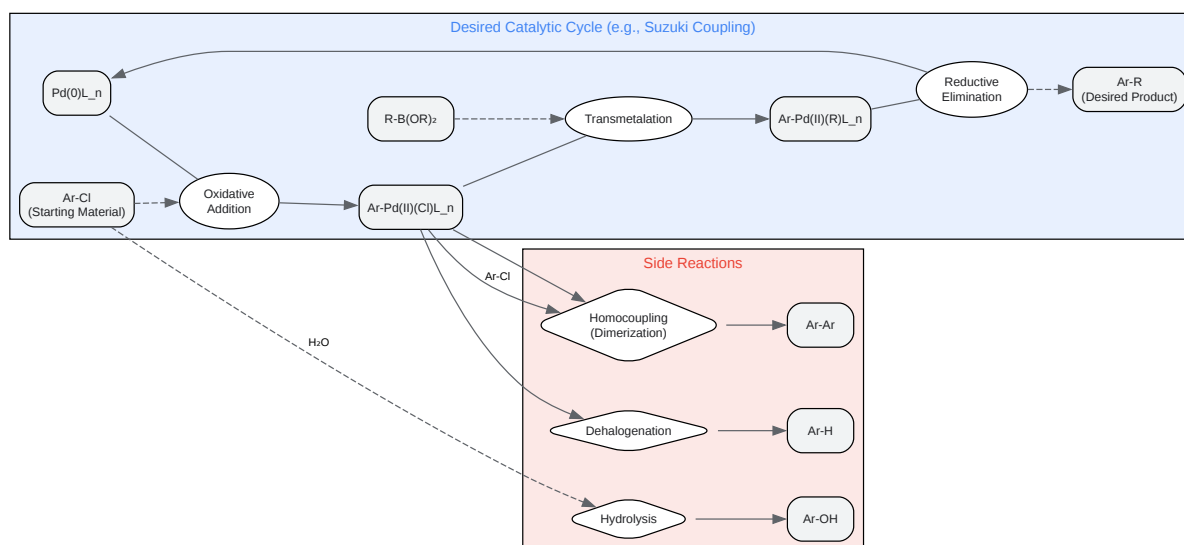 Desired Catalytic Cycle (e.g., Suzuki Coupling)
Pd(0)L_n
Reductive
Elimination
Ar-R
(Desired Product)
R-B(OR)₂
Transmetalation
Ar-Pd(II)(R)L_n
Ar-Cl
(Starting Material)
Oxidative
Addition
Ar-Pd(II)(Cl)L_n
Side Reactions
Ar-Cl
Homocoupling
(Dimerization)
Ar-Ar
H₂O
Dehalogenation
Ar-H
Hydrolysis
Ar-OH